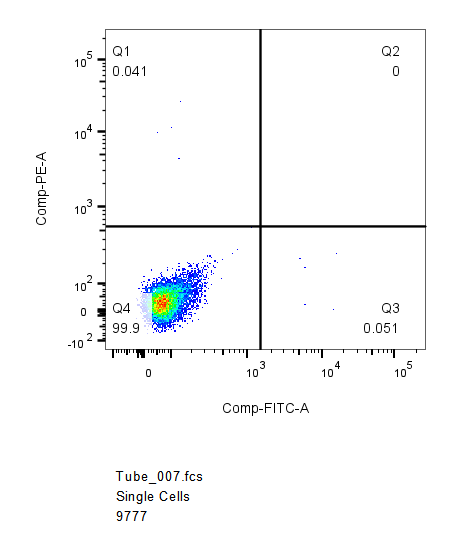 Q1
0.041
Q2
0
10^5
10^4
10^3
10^2
0
-10^2
Comp-PE-A
Q4
99.9
Q3
0.051
0
10^3
10^4
10^5
Comp-FITC-A
Tube_007.fcs
Single Cells
9777